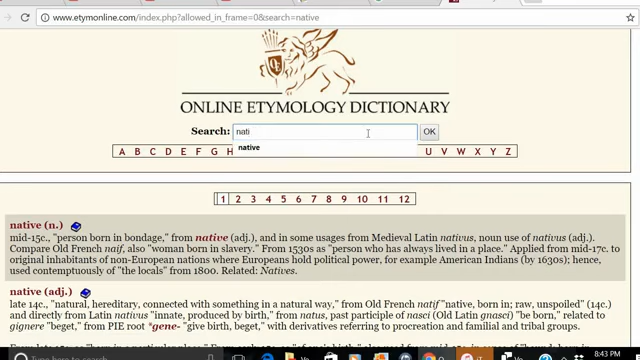 www.etymonline.com/index.php?allowed_in_frame=0&search=native
ONLINE ETYMOLOGY DICTIONARY
Search: nati OK
native
A B C D E F G H U V W X Y Z
1 2 3 4 5 6 7 8 9 10 11 12
native (n.)
mid-15c., "person born in bondage," from native (adj.), and in some usages from Medieval Latin nativus, noun use of nativus (adj.).
Compare Old French naif, also "woman born in slavery." From 1530s as "person who has always lived in a place." Applied from mid-17c. to
original inhabitants of non-European nations where Europeans hold political power, for example American Indians (by 1630s); hence,
used contemptuously of "the locals" from 1800. Related: Natives.
native (adj.)
late 14c., "natural, hereditary, connected with something in a natural way," from Old French natif "native, born in; raw, unspoiled" (14c.)
and directly from Latin nativus "innate, produced by birth," from natus, past participle of nasci (Old Latin gnasci) "be born," related to
gignere "beget," from PIE root *gene- "give birth, beget," with derivatives referring to procreation and familial and tribal groups.
8:43 PM